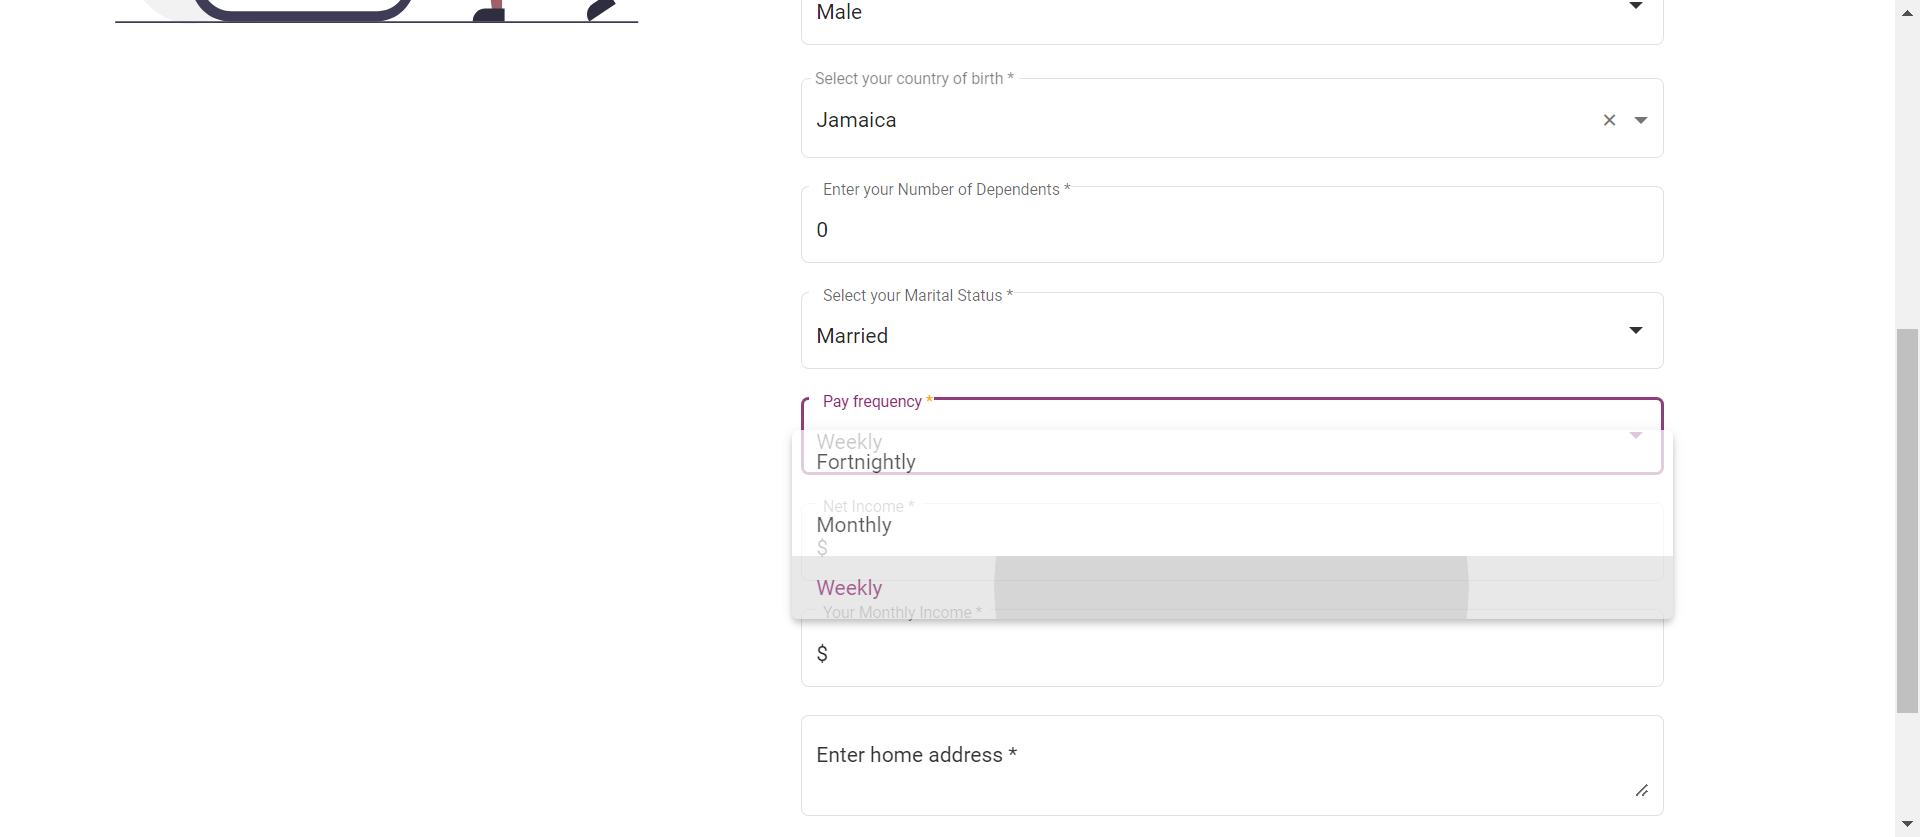 Male
Select your country of birth *
Jamaica
Enter your Number of Dependents *
0
Select your Marital Status *
Married
Pay frequency *
Weekly
Fortnightly
Net Income *
Monthly
$
Weekly
Your Monthly Income *
$
Enter home address *